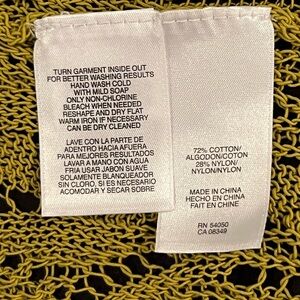 TURN GARMENT INSIDE OUT
FOR BETTER WASHING RESULTS
HAND WASH COLD
WITH MILD SOAP
ONLY NON-CHLORINE
BLEACH WHEN NEEDED
RESHAPE AND DRY FLAT
WARM IRON IF NECESSARY
CAN BE DRY CLEANED
LAVE CON LA PARTE DE
ADENTRO HACIA AFUERA
PARA MEJORES RESULTADO
LAVAR A MANO CON AGUA
FRIA USAR JABON SUAVE
SOLAMENTE BLANQUEADOR
SIN CLORO, SI ES NECESARIO
ACOMODAR Y SECAR SOBRE
72% COTTON/
ALGODON/COTON
28% NYLON/
NYLON/NYLON
MADE IN CHINA
HECHO EN CHINA
FAIT EN CHINE
RN 54050
CA 08349